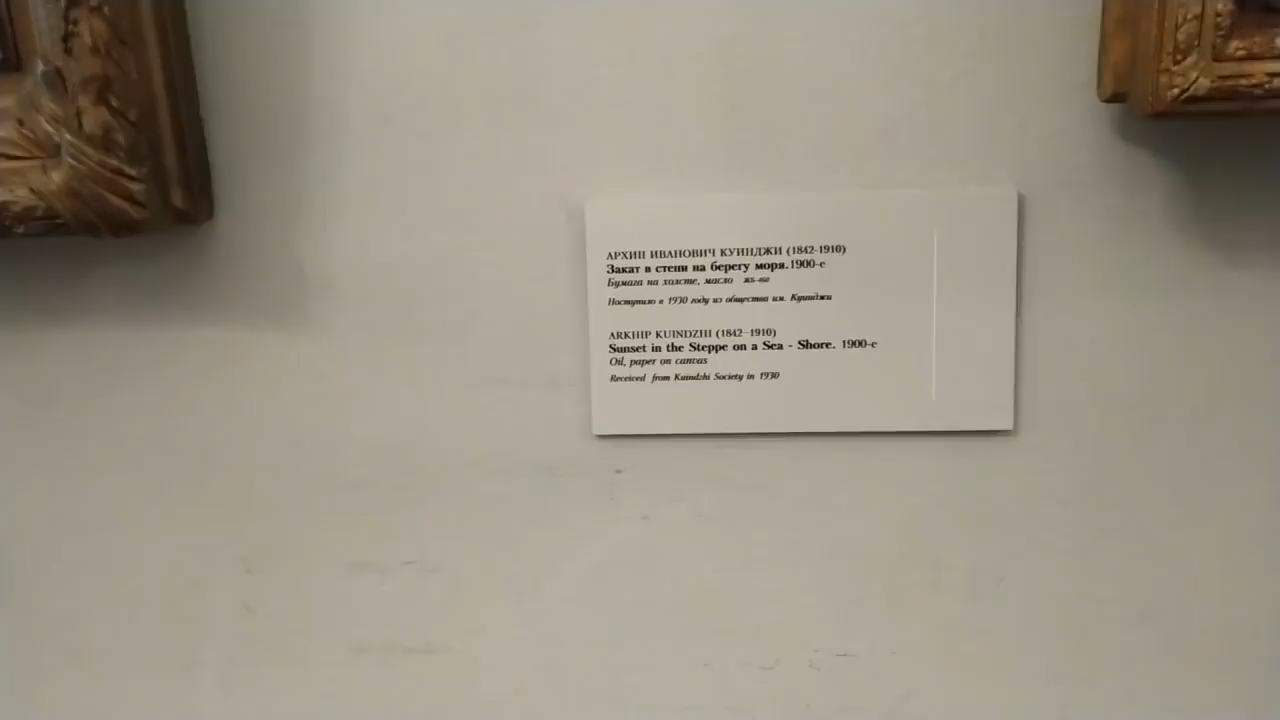 АРХИП ИВАНОВИЧ КУИНДЖИ (1842-1910)
Закат в степи на берегу моря. 1900-е
Бумага на холсте, масло ЖБ-460
Поступило в 1930 году из общества им. Куинджи
ARKHIP KUINDZHI (1842-1910)
Sunset in the Steppe on a Sea - Shore. 1900-e
Oil, paper on canvas
Received from Kuindzhi Society in 1930